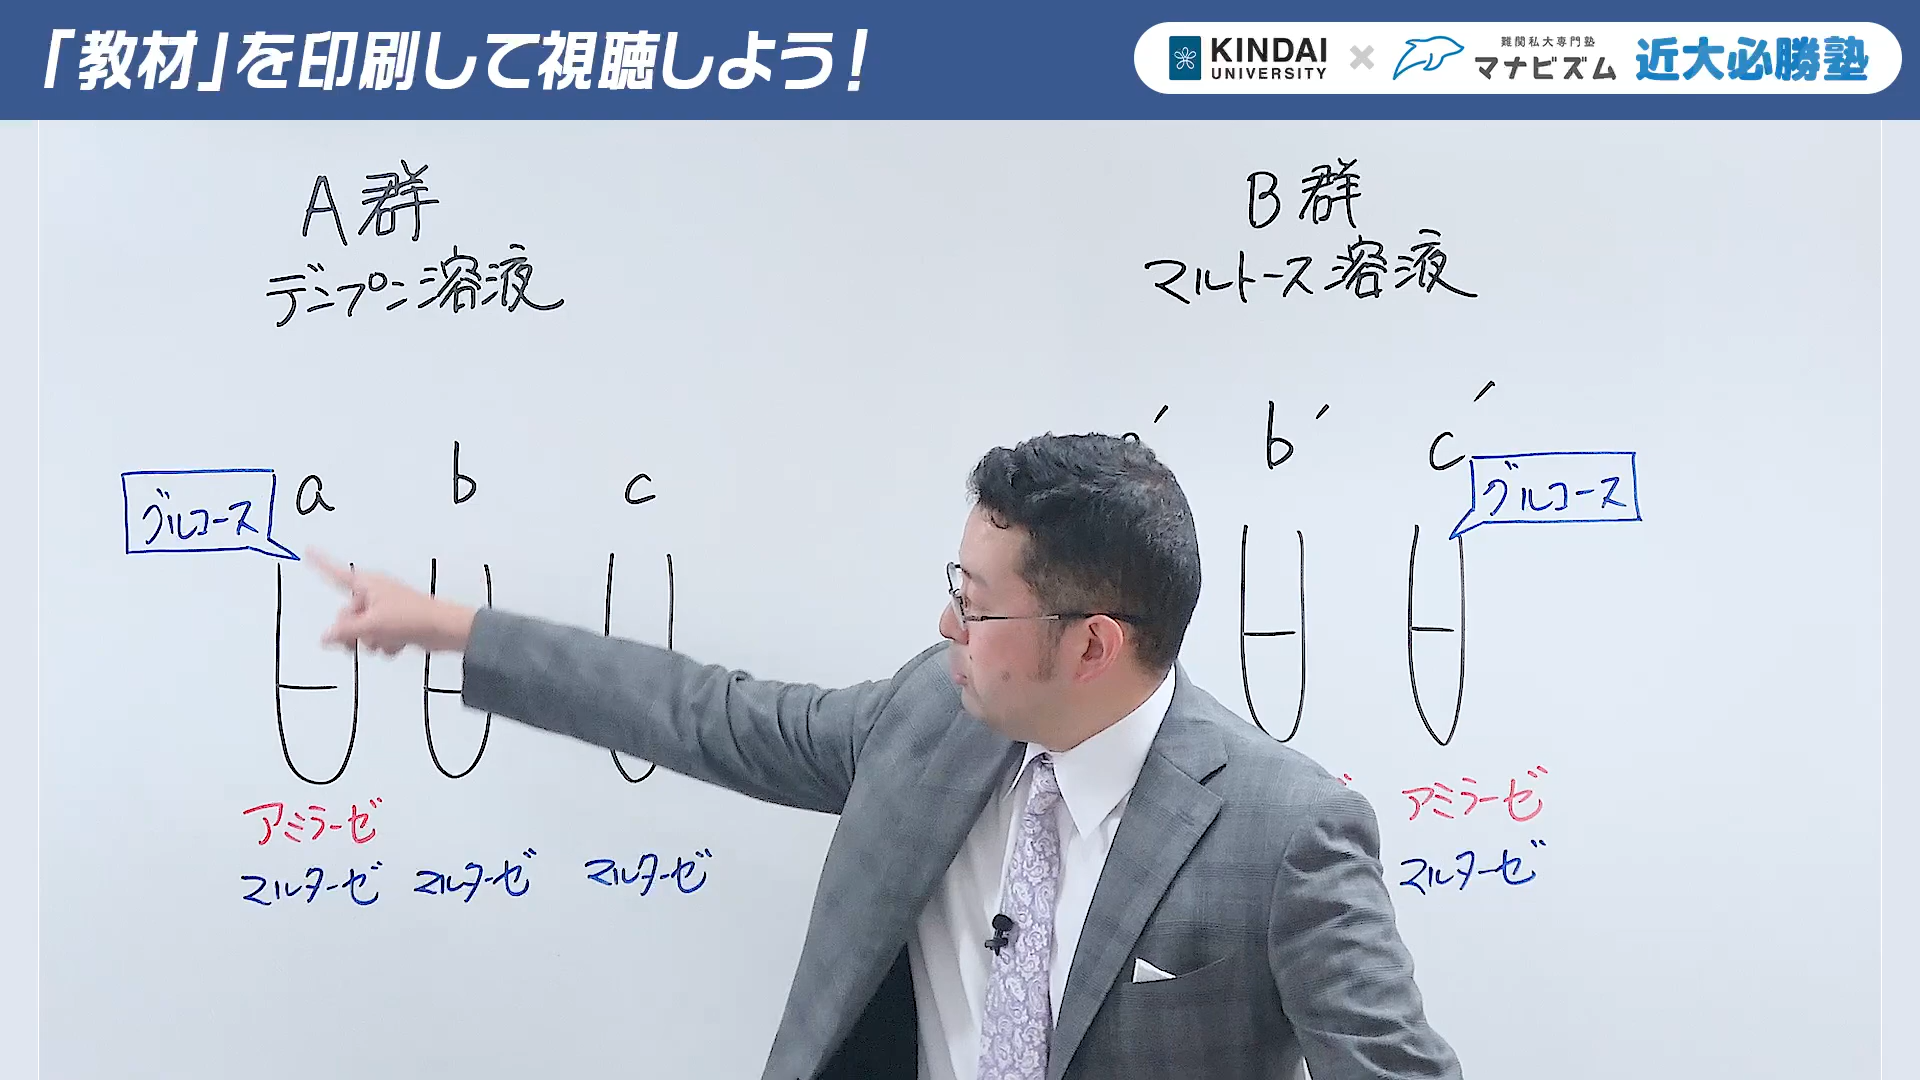 「教材」を印刷して視聴しよう！
KINDAI UNIVERSITY
×
難関私大専門塾
マナビズム
近大必勝塾
A群
デンプン溶液
B群
マルトース溶液
a
b
c
b′
c′
グルコース
グルコース
アミラーゼ
マルターゼ
マルターゼ
マルターゼ
アミラーゼ
マルターゼ